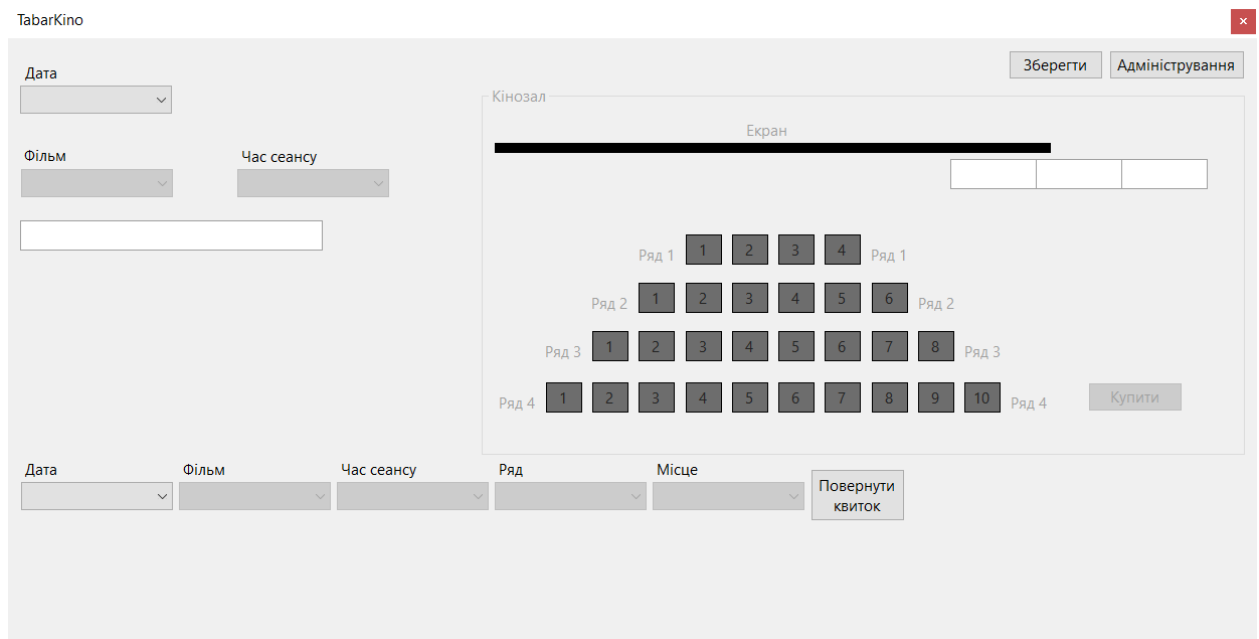 TabarKino
Зберегти Адміністрування
Дата
Кінозал
Екран
Фільм Час сеансу
Ряд 1 1 2 3 4 Ряд 1
Ряд 2 1 2 3 4 5 6 Ряд 2
Ряд 3 1 2 3 4 5 6 7 8 Ряд 3
Ряд 4 1 2 3 4 5 6 7 8 9 10 Ряд 4
Купити
Дата Фільм Час сеансу Ряд Місце
Повернути
квиток